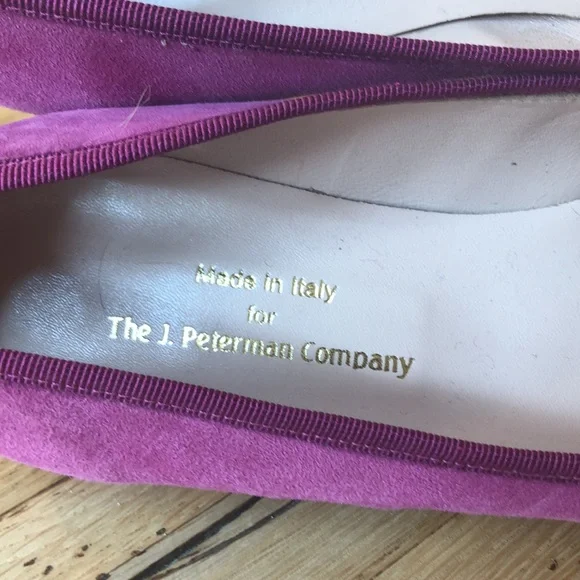 Made in Italy
for
The J. Peterman Company